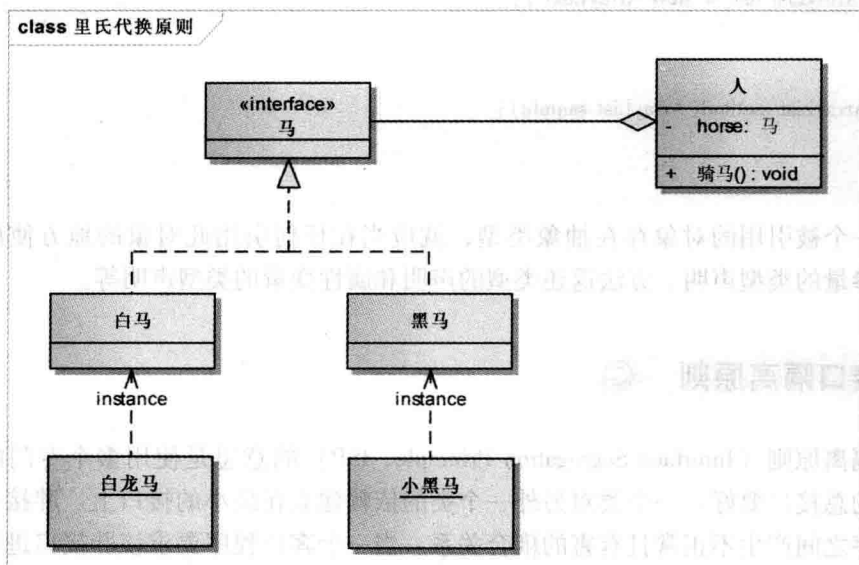 class 里氏代换原则
«interface»
马
人
- horse: 马
+ 骑马() : void
白马
黑马
instance
instance
白龙马
小黑马